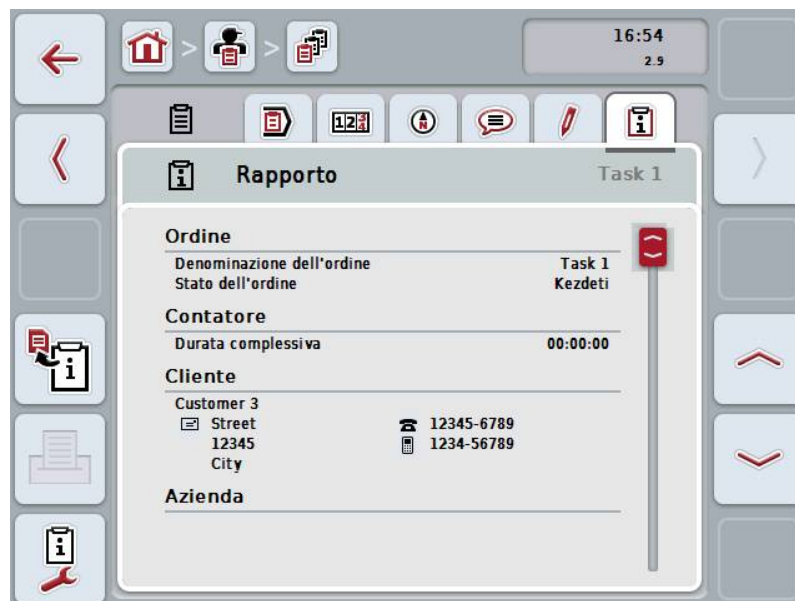 16:54
2.9
Rapporto Task 1
Ordine
Denominazione dell'ordine Task 1
Stato dell'ordine Kezdeti
Contatore
Durata complessiva 00:00:00
Cliente
Customer 3
Street 12345-6789
12345 1234-56789
City
Azienda